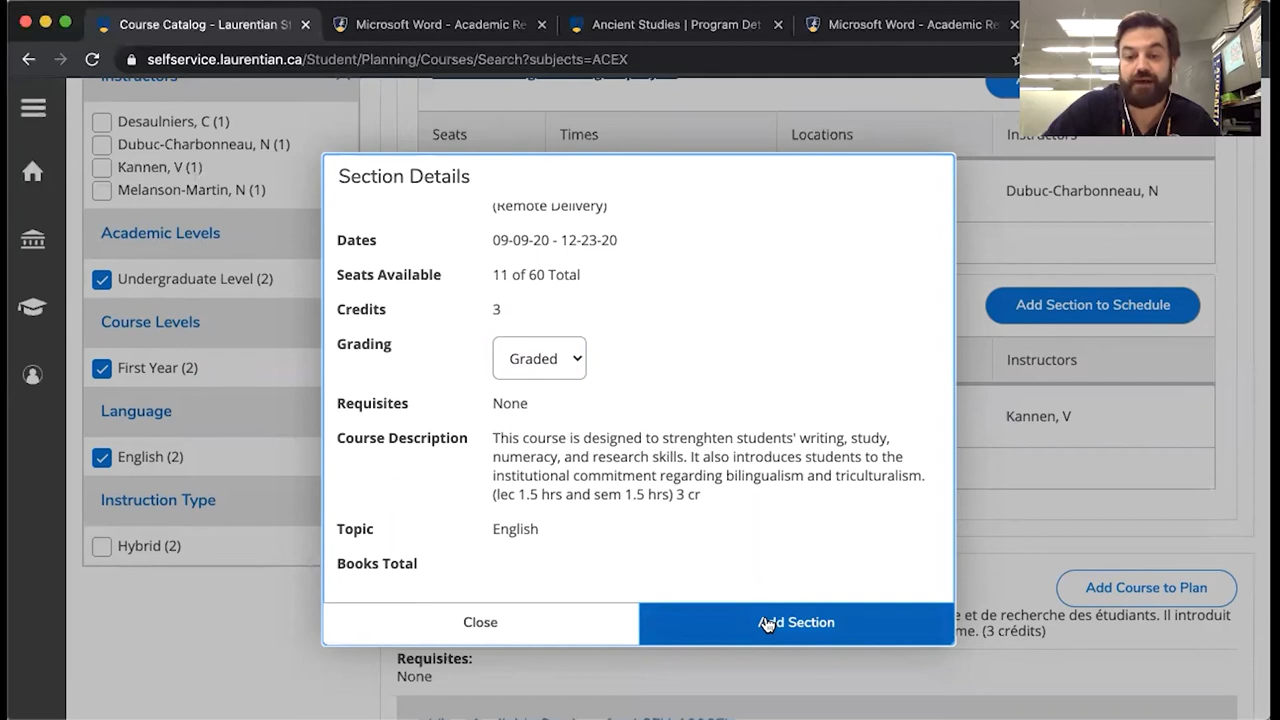 Course Catalog - Laurentian St
Microsoft Word - Academic Re
Ancient Studies | Program Det
Microsoft Word - Academic Re
selfservice.laurentian.ca/Student/Planning/Courses/Search?subjects=ACEX
Instructors
Desaulniers, C (1)
Dubuc-Charbonneau, N (1)
Kannen, V (1)
Melanson-Martin, N (1)
Academic Levels
Undergraduate Level (2)
Course Levels
First Year (2)
Language
English (2)
Instruction Type
Hybrid (2)
Seats Times Locations Instructors
Dubuc-Charbonneau, N
Add Section to Schedule
Instructors
Kannen, V
Section Details
(Remote Delivery)
Dates 09-09-20 - 12-23-20
Seats Available 11 of 60 Total
Credits 3
Grading Graded
Requisites None
Course Description This course is designed to strenghten students' writing, study,
numeracy, and research skills. It also introduces students to the
institutional commitment regarding bilingualism and triculturalism.
(lec 1.5 hrs and sem 1.5 hrs) 3 cr
Topic English
Books Total
Close Add Section
Add Course to Plan
e et de recherche des étudiants. Il introduit
me. (3 crédits)
Requisites:
None